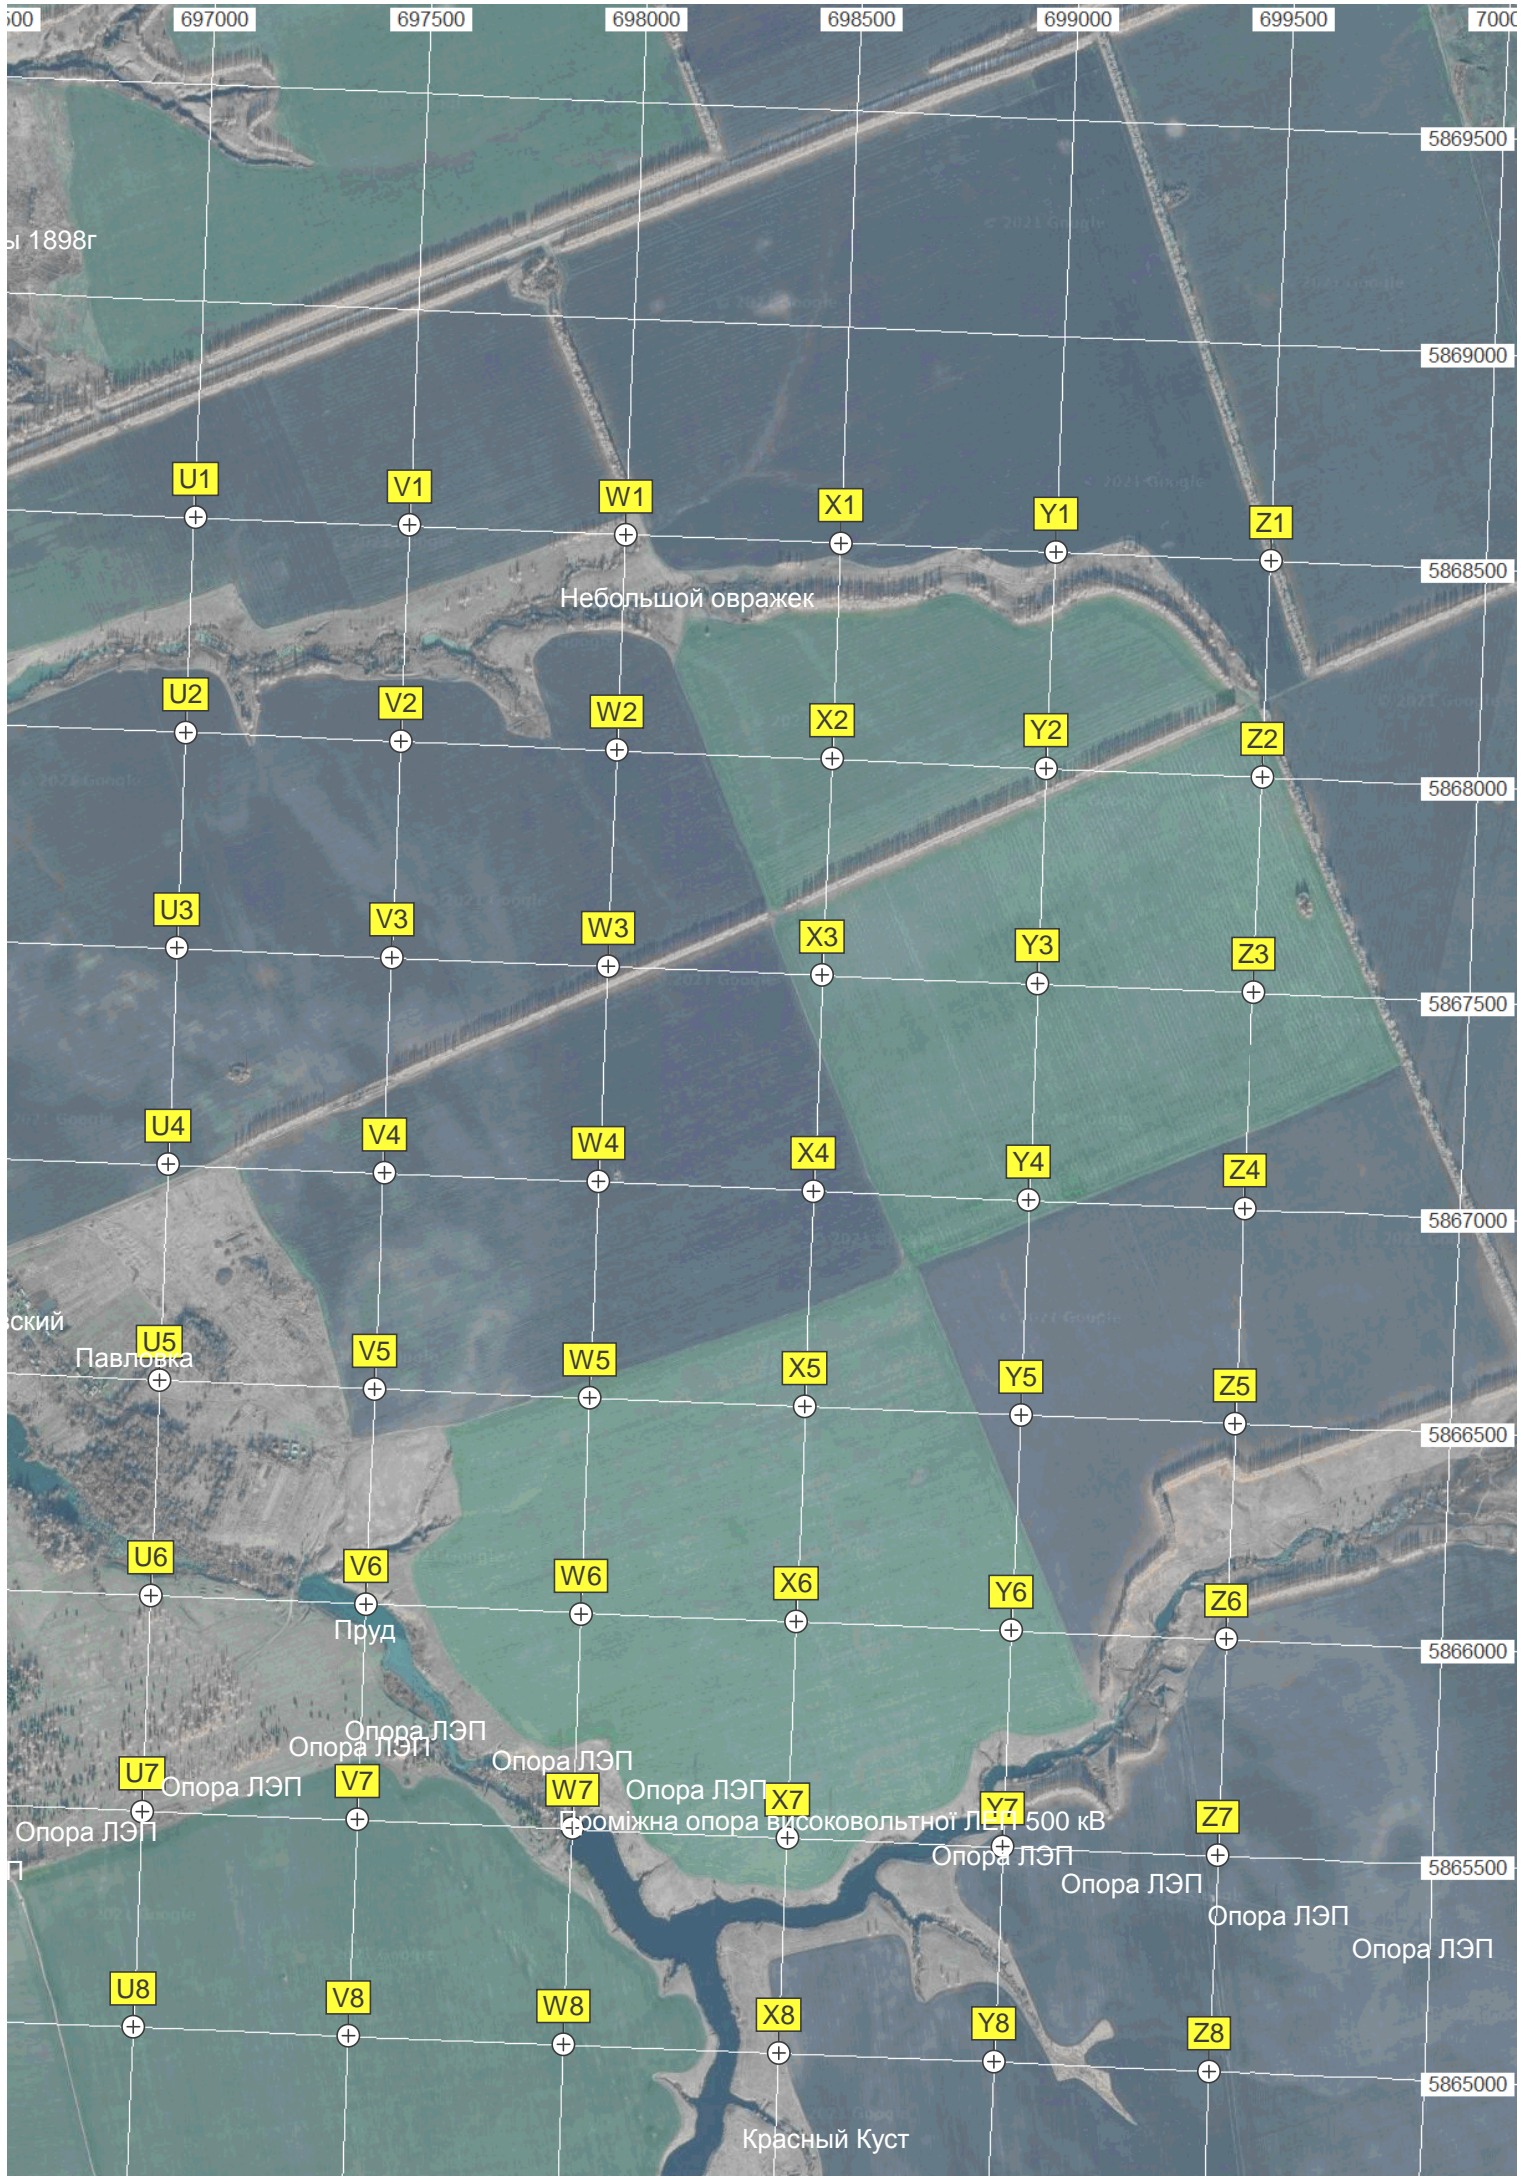 500 697000 697500 698000 698500 699000 699500 7000
5869500
ы 1898г
5869000
U1 V1 W1 X1 Y1 Z1
5868500
Небольшой овражек
U2 V2 W2 X2 Y2 Z2
5868000
U3 V3 W3 X3 Y3 Z3
5867500
U4 V4 W4 X4 Y4 Z4
5867000
вский
U5 V5 W5 X5 Y5 Z5
Павловка
5866500
U6 V6 W6 X6 Y6 Z6
Пруд
5866000
Опора ЛЭП
Опора ЛЭП
Опора ЛЭП
Опора ЛЭП
Опора ЛЭП
U7 V7 W7 X7 Y7 Z7
Проміжна опора високовольтної ЛЕП 500 кВ
Опора ЛЭП
Опора ЛЭП
П
5865500
Опора ЛЭП
Опора ЛЭП
Опора ЛЭП
U8 V8 W8 X8 Y8 Z8
5865000
Красный Куст
© 2021 Google